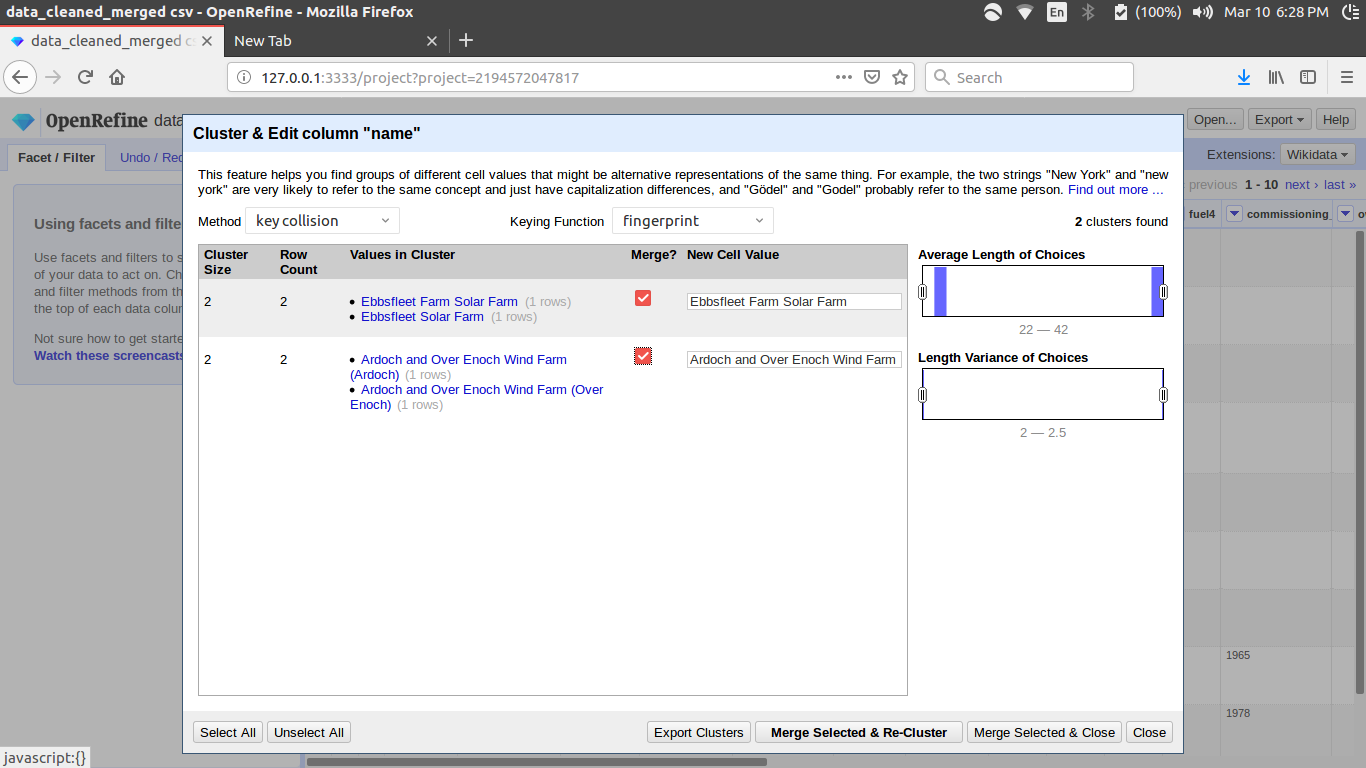 data_cleaned_merged csv - OpenRefine - Mozilla Firefox
En (100%) Mar 10 6:28 PM
data_cleaned_merged cs
New Tab
127.0.0.1:3333/project?project=2194572047817
Search
OpenRefine data
Open... Export Help
Facet / Filter Undo / Red
Extensions: Wikidata
previous 1 - 10 next › last »
fuel4 commissioning_
Using facets and filte
Use facets and filters to s
of your data to act on. Ch
and filter methods from th
the top of each data colum
Not sure how to get starte
Watch these screencasts
Cluster & Edit column "name"
This feature helps you find groups of different cell values that might be alternative representations of the same thing. For example, the two strings "New York" and "new
york" are very likely to refer to the same concept and just have capitalization differences, and "Gödel" and "Godel" probably refer to the same person. Find out more ...
Method key collision Keying Function fingerprint 2 clusters found
Cluster Size Row Count Values in Cluster Merge? New Cell Value
2 2 • Ebbsfleet Farm Solar Farm (1 rows) Ebbsfleet Farm Solar Farm
• Ebbsfleet Solar Farm (1 rows)
2 2 • Ardoch and Over Enoch Wind Farm Ardoch and Over Enoch Wind Farm
(Ardoch) (1 rows)
• Ardoch and Over Enoch Wind Farm (Over
Enoch) (1 rows)
Average Length of Choices
22 — 42
Length Variance of Choices
2 — 2.5
1965
1978
Select All Unselect All Export Clusters Merge Selected & Re-Cluster Merge Selected & Close Close
javascript:{}